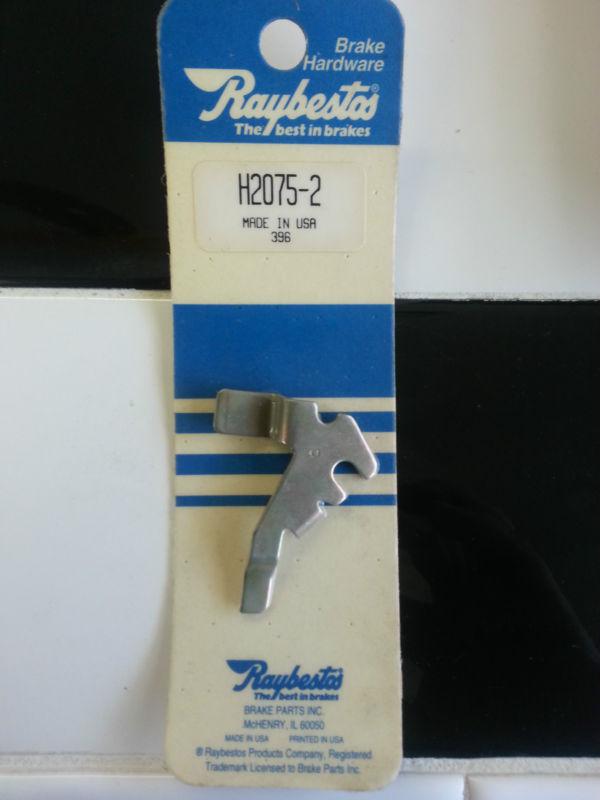 Brake
Hardware
Raybestos®
The best in brakes
H2075-2
MADE IN USA
396
Raybestos
The best in brakes
BRAKE PARTS INC.
McHENRY, IL 60050
MADE IN USA PRINTED IN USA
® Raybestos Products Company, Registered
Trademark Licensed to Brake Parts Inc.